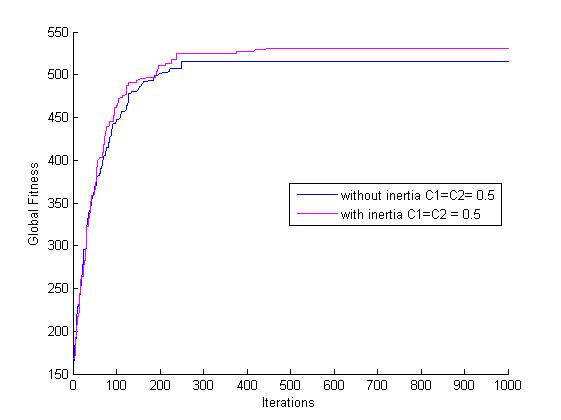 550
500
450
400
350
300
250
200
150
Global Fitness
without inertia C1=C2= 0.5
with inertia C1=C2 = 0.5
0 100 200 300 400 500 600 700 800 900 1000
Iterations